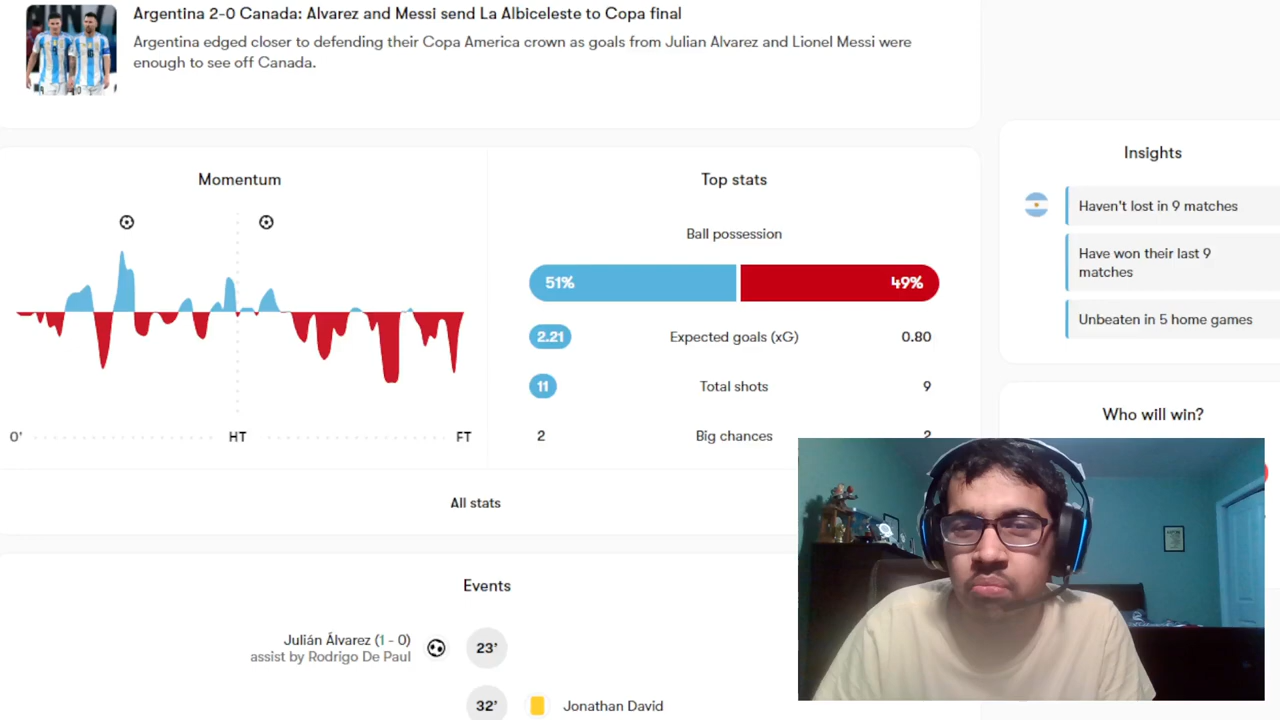 Argentina 2-0 Canada: Alvarez and Messi send La Albiceleste to Copa final
Argentina edged closer to defending their Copa America crown as goals from Julian Alvarez and Lionel Messi were
enough to see off Canada.
Momentum
0'
HT
FT
Top stats
Ball possession
51%
49%
2.21 Expected goals (xG) 0.80
11 Total shots 9
2 Big chances 2
All stats
Insights
Haven't lost in 9 matches
Have won their last 9
matches
Unbeaten in 5 home games
Who will win?
Events
Julián Álvarez (1 - 0)
assist by Rodrigo De Paul
23'
32'
Jonathan David